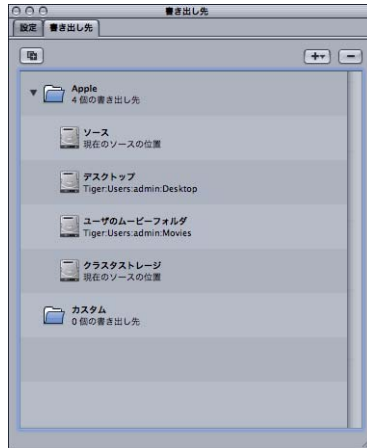 書き出し先
設定 書き出し先
Apple
4 個の書き出し先
ソース
現在のソースの位置
デスクトップ
Tiger:Users:admin:Desktop
ユーザのムービーフォルダ
Tiger:Users:admin:Movies
クラスタストレージ
現在のソースの位置
カスタム
0 個の書き出し先